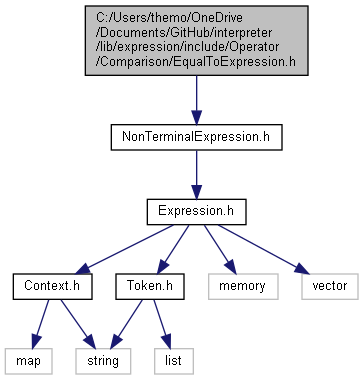 C:/Users/themo/OneDrive
/Documents/GitHub/interpreter
/lib/expression/include/Operator
/Comparison/EqualToExpression.h
NonTerminalExpression.h
Expression.h
Context.h
Token.h
memory
vector
map
string
list